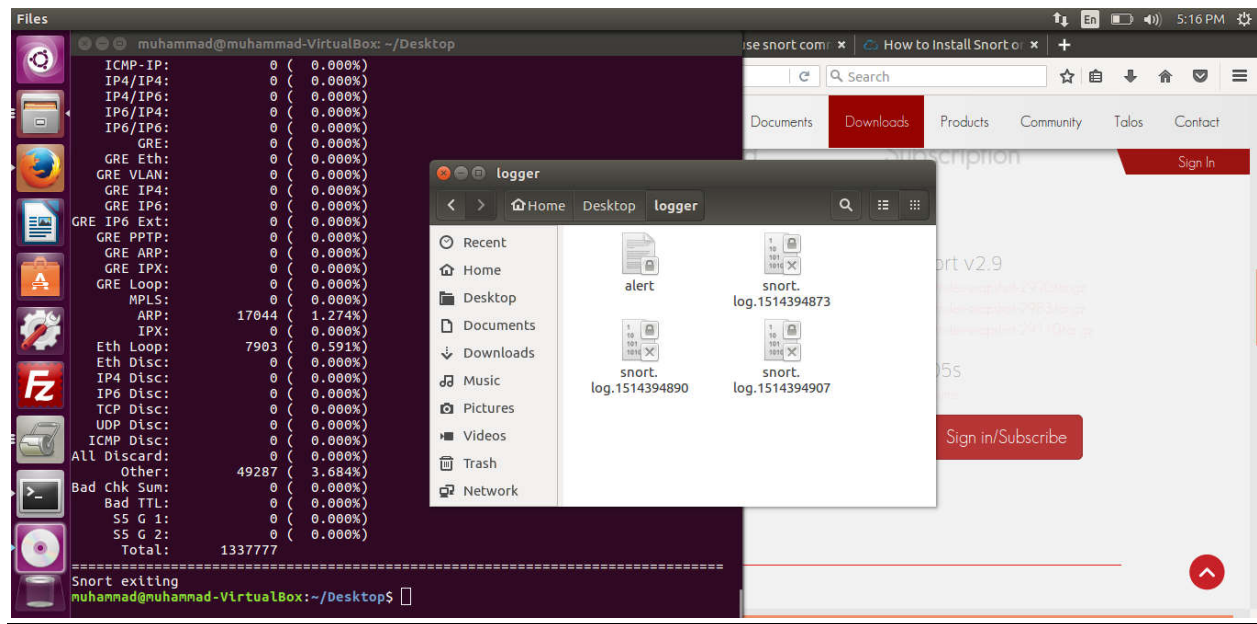 Files
En
5:16 PM
muhammad@muhammad-VirtualBox: ~/Desktop
ICMP-IP: 0 ( 0.000%)
IP4/IP4: 0 ( 0.000%)
IP4/IP6: 0 ( 0.000%)
IP6/IP4: 0 ( 0.000%)
IP6/IP6: 0 ( 0.000%)
GRE: 0 ( 0.000%)
GRE Eth: 0 ( 0.000%)
GRE VLAN: 0 ( 0.000%)
GRE IP4: 0 ( 0.000%)
GRE IP6: 0 ( 0.000%)
GRE IP6 Ext: 0 ( 0.000%)
GRE PPTP: 0 ( 0.000%)
GRE ARP: 0 ( 0.000%)
GRE IPX: 0 ( 0.000%)
GRE Loop: 0 ( 0.000%)
MPLS: 0 ( 0.000%)
ARP: 17044 ( 1.274%)
IPX: 0 ( 0.000%)
Eth Loop: 7903 ( 0.591%)
Eth Disc: 0 ( 0.000%)
IP4 Disc: 0 ( 0.000%)
IP6 Disc: 0 ( 0.000%)
TCP Disc: 0 ( 0.000%)
UDP Disc: 0 ( 0.000%)
ICMP Disc: 0 ( 0.000%)
All Discard: 0 ( 0.000%)
Other: 49287 ( 3.684%)
Bad Chk Sum: 0 ( 0.000%)
Bad TTL: 0 ( 0.000%)
S5 G 1: 0 ( 0.000%)
S5 G 2: 0 ( 0.000%)
Total: 1337777
===============================================================================
Snort exiting
muhammad@muhammad-VirtualBox:~/Desktop$
logger
Home Desktop logger
Recent
Home
Desktop
Documents
Downloads
Music
Pictures
Videos
Trash
Network
alert
snort.
log.1514394873
snort.
log.1514394890
snort.
log.1514394907
use snort com
How to Install Snort o
Search
Documents Downloads Products Community Talos Contact
Subscription
Sign In
ort v2.9
05s
Sign in/Subscribe